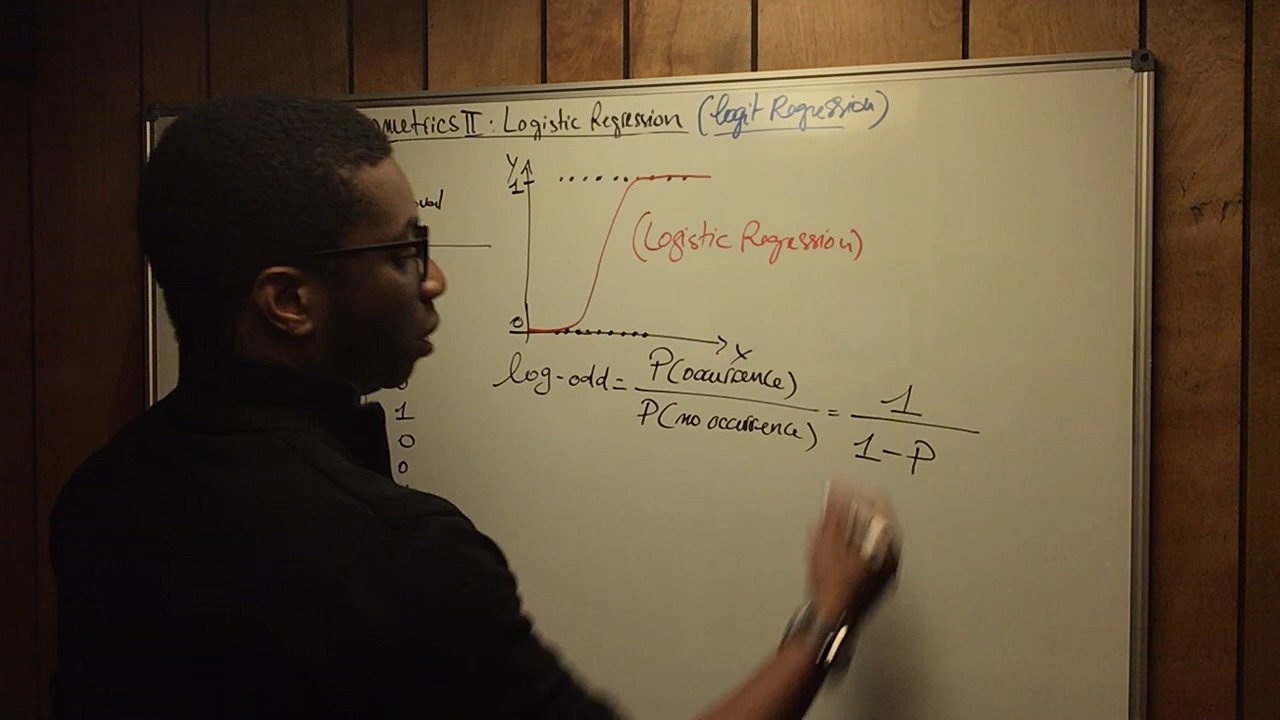 ometrics II: Logistic Regression (Logit Regression)
Y
1
(Logistic Regression)
0
X
log-odd = P(occurrence) / P(no occurrence) = 1 / 1-P
1
0
0